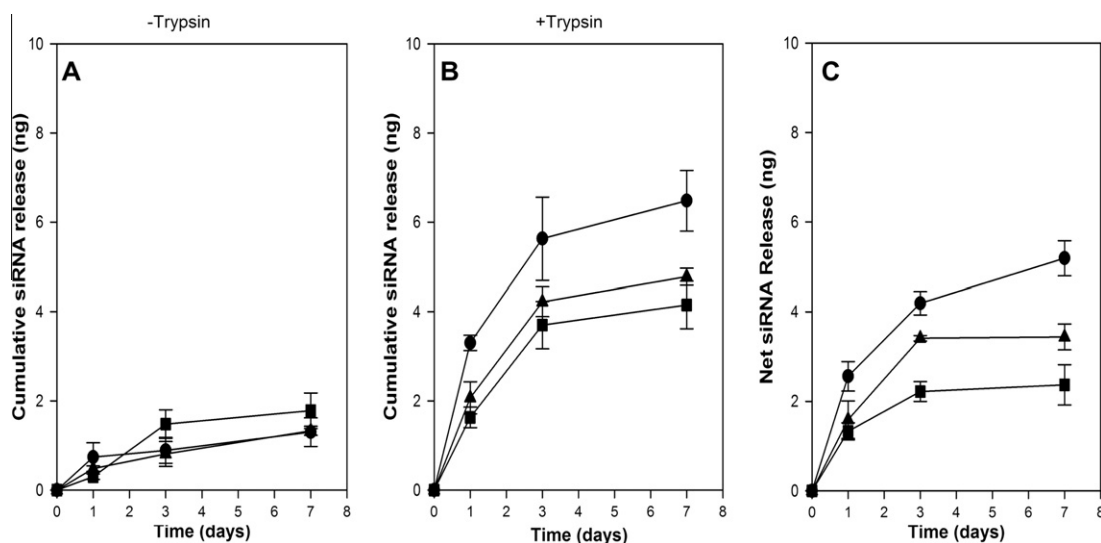 -Trypsin
+Trypsin
A
B
C
Cumulative siRNA release (ng)
Cumulative siRNA release (ng)
Net siRNA Release (ng)
10
8
6
4
2
0
0 1 2 3 4 5 6 7 8
Time (days)
10
8
6
4
2
0
0 1 2 3 4 5 6 7 8
Time (days)
10
8
6
4
2
0
0 1 2 3 4 5 6 7 8
Time (days)